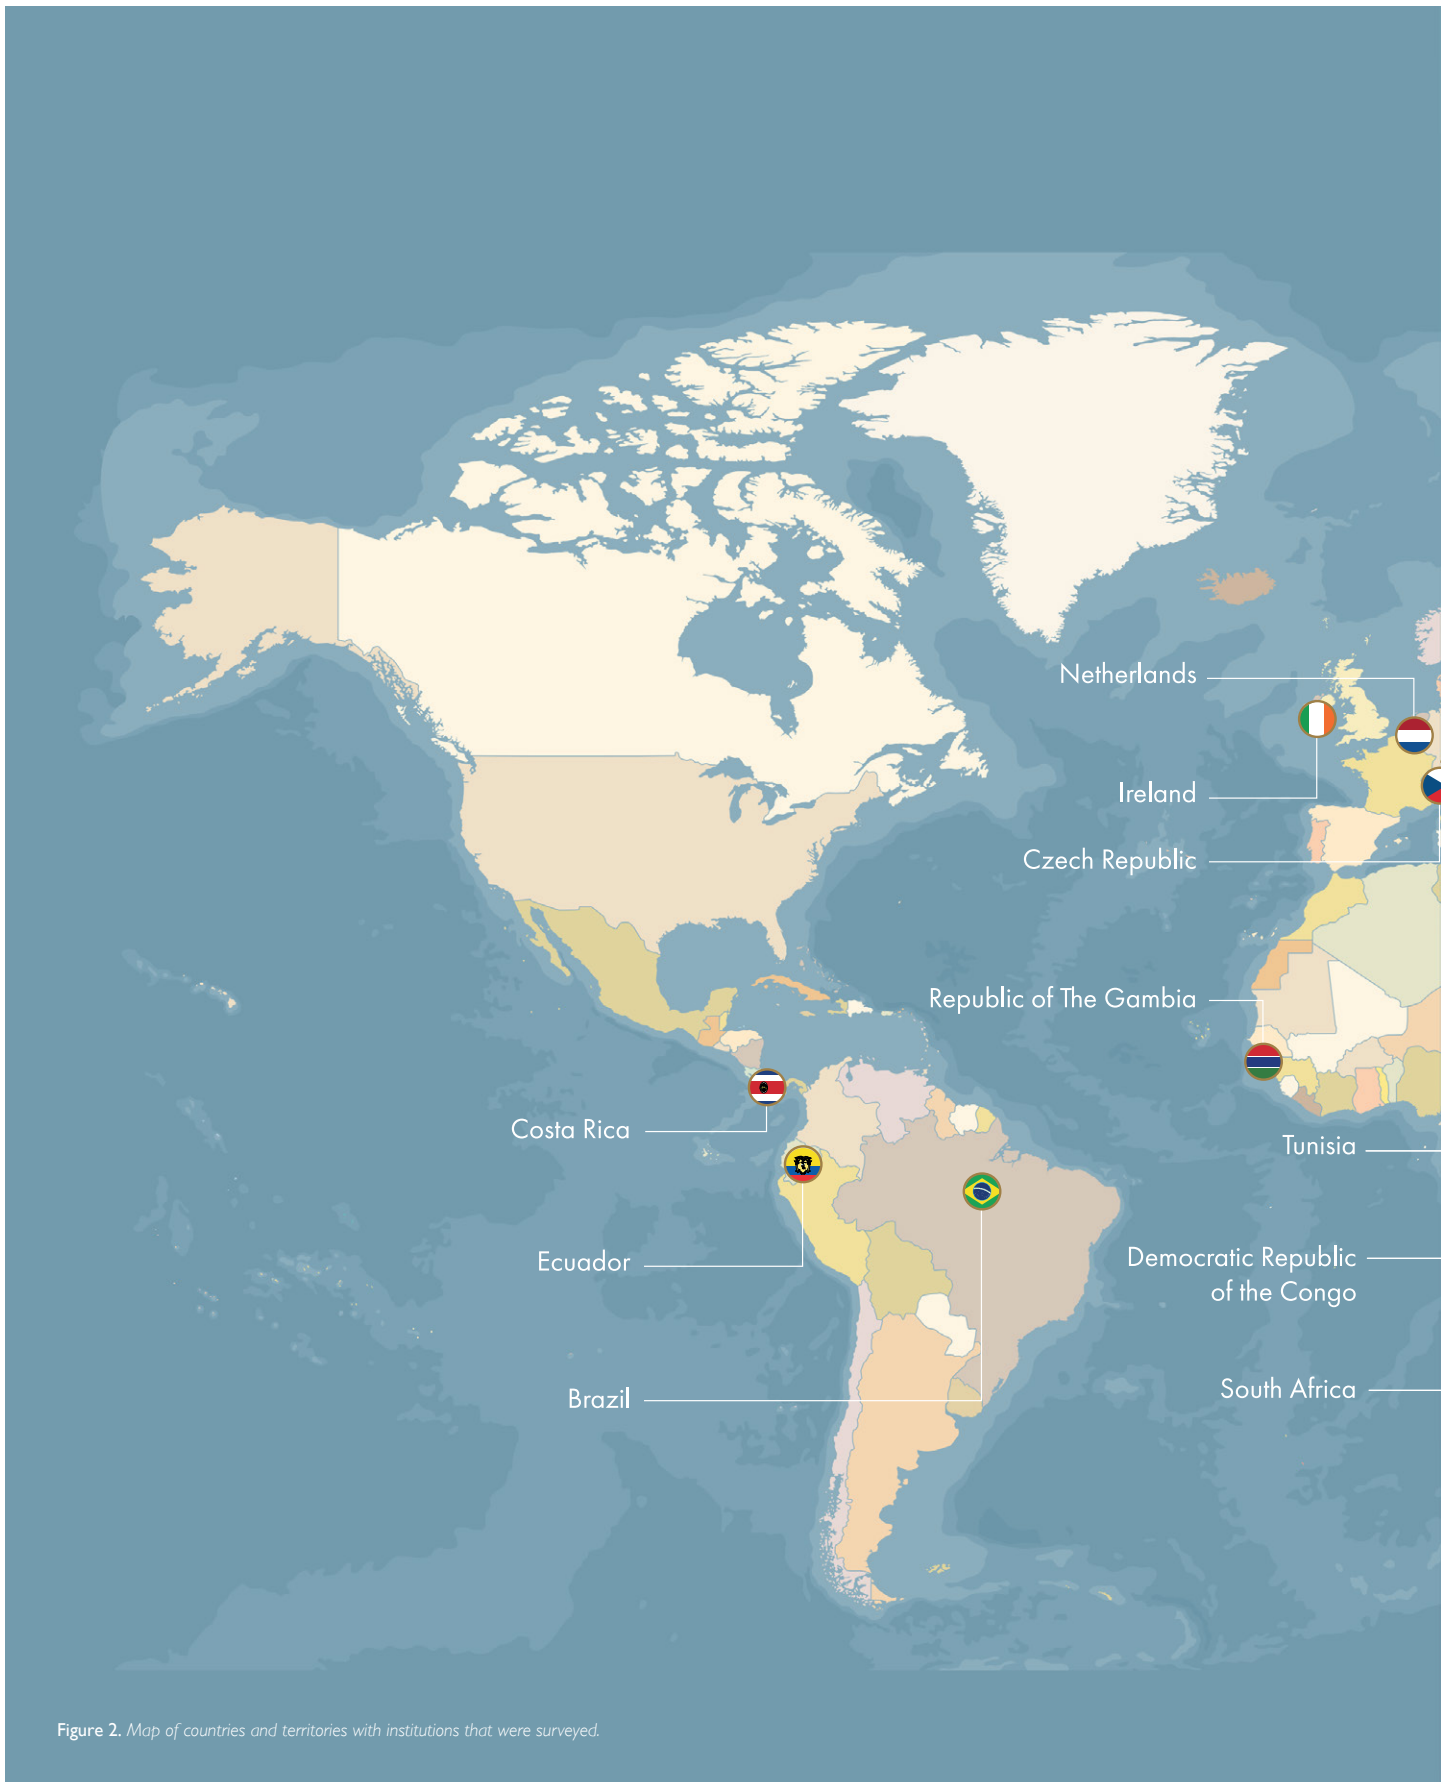 Netherlands
Ireland
Czech Republic
Republic of The Gambia
Costa Rica
Tunisia
Ecuador
Democratic Republic
of the Congo
Brazil
South Africa
Figure 2. Map of countries and territories with institutions that were surveyed.